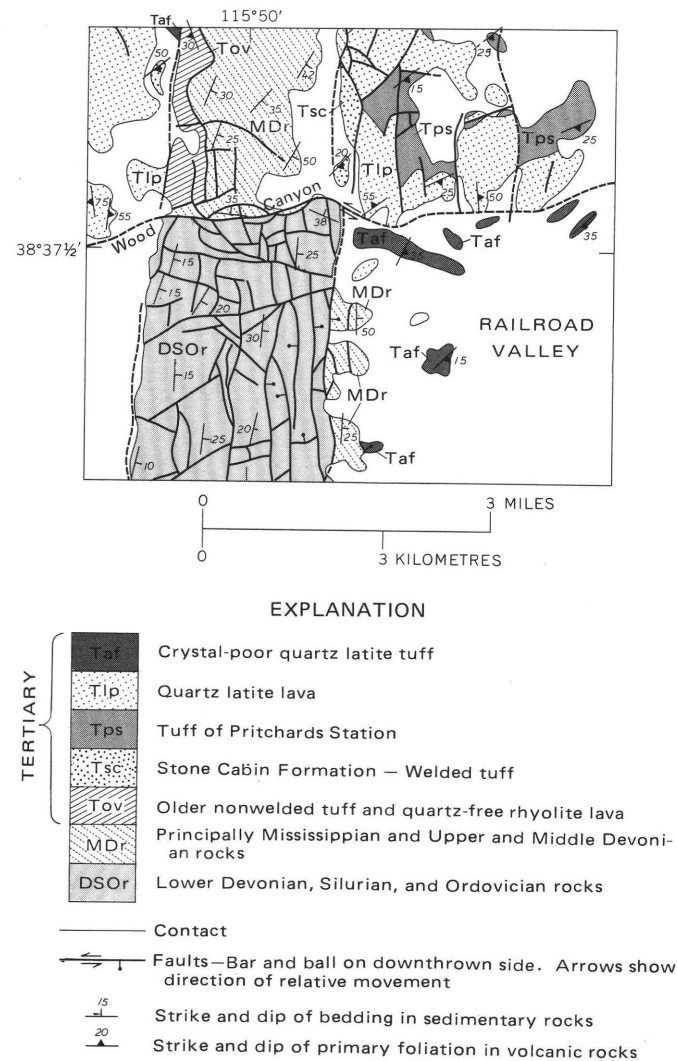 115°50'
Taf
30
Tov
50
30
42
35
MDr
Tsc
25
50
20
35
Tlp
Canyon
38
75
55
Wood
25
15
Tps
Tps
25
Tlp
55
25
50
38°37½'
Taf
35
Taf
35
15
25
MDr
15
20
50
30
RAILROAD
VALLEY
DSOr
Taf
15
15
MDr
20
25
25
10
Taf
0
3 MILES
0
3 KILOMETRES
EXPLANATION
TERTIARY
Taf
Crystal-poor quartz latite tuff
Tlp
Quartz latite lava
Tps
Tuff of Pritchards Station
Tsc
Stone Cabin Formation — Welded tuff
Tov
Older nonwelded tuff and quartz-free rhyolite lava
MDr
Principally Mississippian and Upper and Middle Devoni-
an rocks
DSOr
Lower Devonian, Silurian, and Ordovician rocks
Contact
Faults—Bar and ball on downthrown side. Arrows show
direction of relative movement
15
Strike and dip of bedding in sedimentary rocks
20
Strike and dip of primary foliation in volcanic rocks